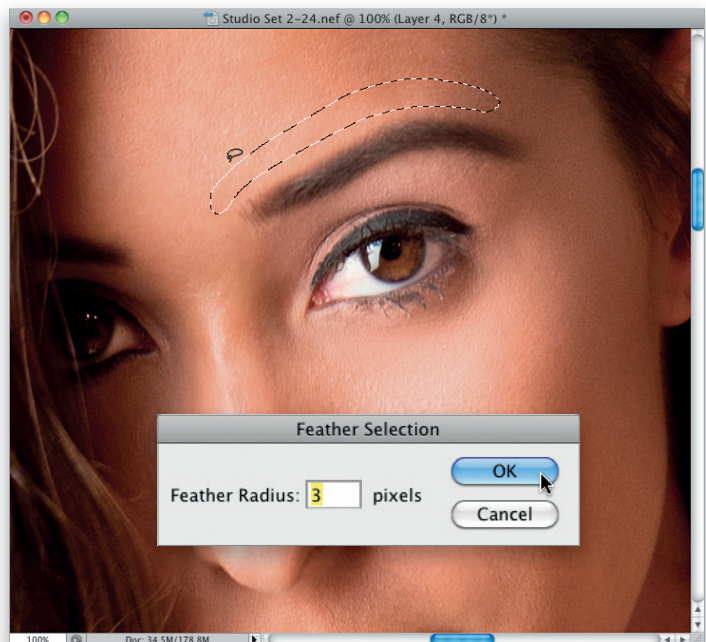 Studio Set 2-24.nef @ 100% (Layer 4, RGB/8*) *
Feather Selection
Feather Radius: 3 pixels
OK
Cancel
100% Doc: 34.5M/178.8M